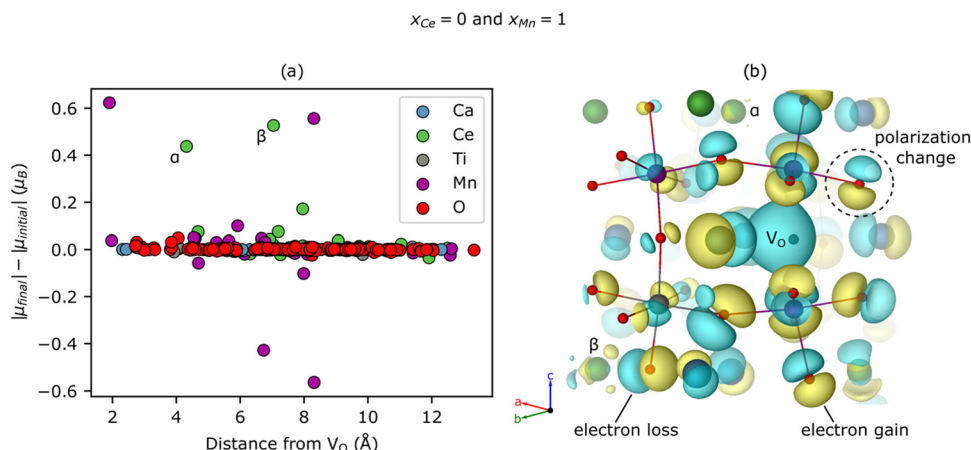 x_Ce = 0 and x_Mn = 1
(a)
(b)
|μ_final| − |μ_initial| (μ_B)
0.6
0.4
0.2
0.0
−0.2
−0.4
−0.6
α
β
Ca
Ce
Ti
Mn
O
2
4
6
8
10
12
Distance from V_O (Å)
α
polarization
change
V_O
β
c
a
b
electron loss
electron gain